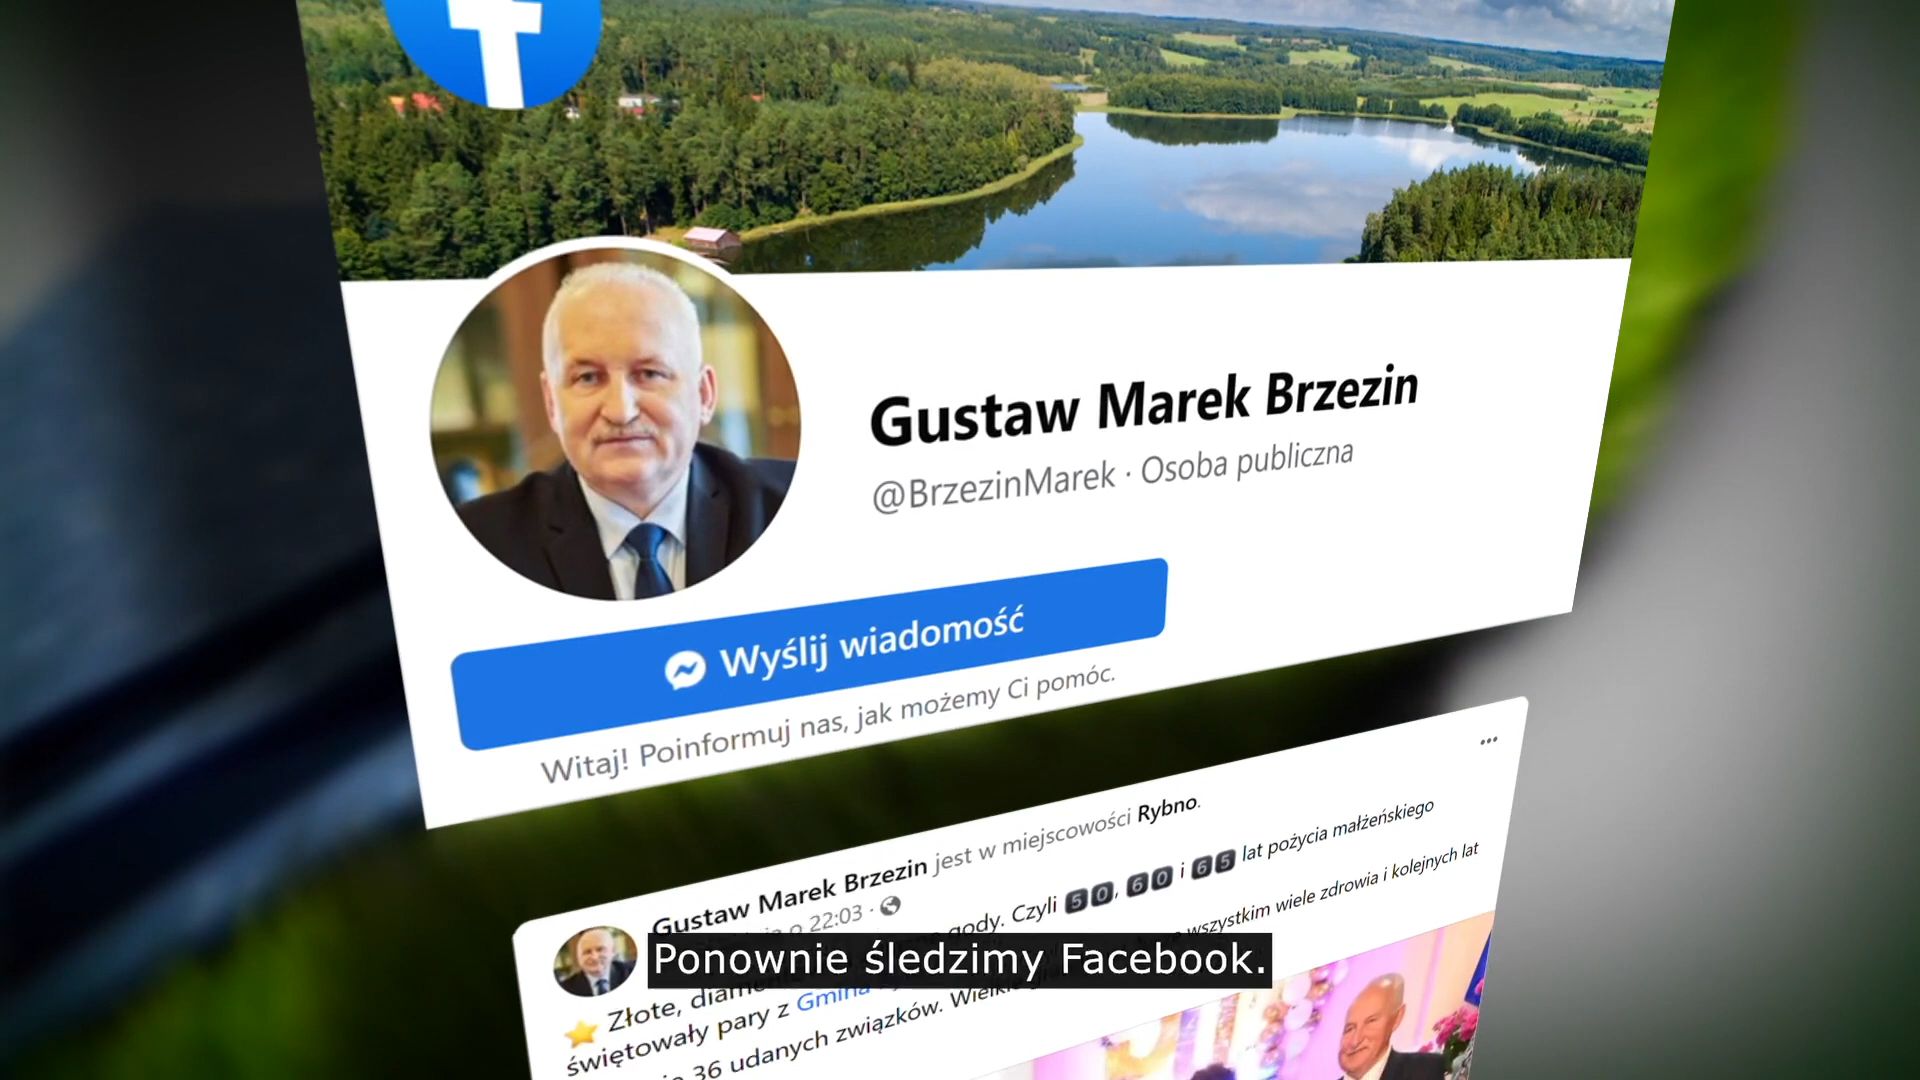 Gustaw Marek Brzezin
@BrzezinMarek · Osoba publiczna
Wyślij wiadomość
Witaj! Poinformuj nas, jak możemy Ci pomóc.
Gustaw Marek Brzezin jest w miejscowości Rybno.
o 22:03 ·
Złote, gody. Czyli 50, 60 i 65 lat pożycia małżeńskiego
świętowały pary z Gmina wszystkim wiele zdrowia i kolejnych lat
36 udanych związków.
Ponownie śledzimy Facebook.